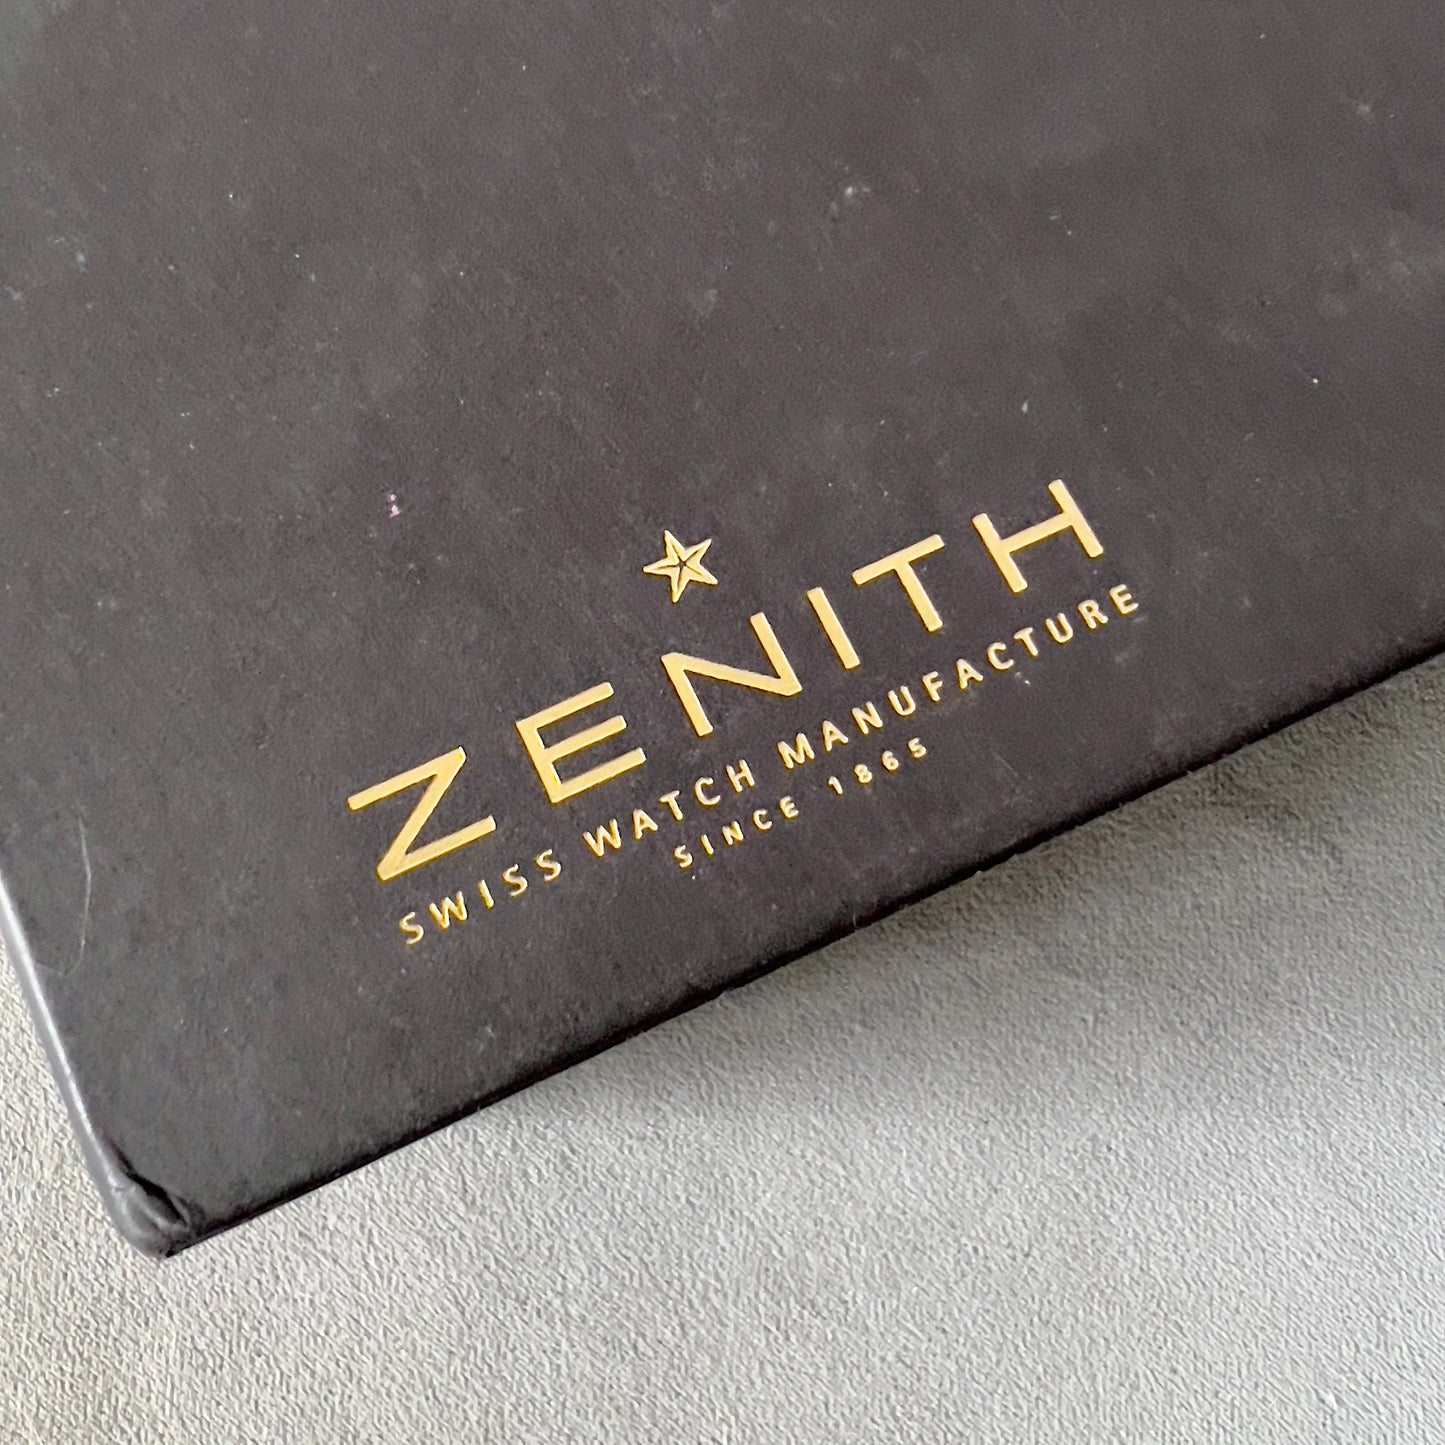 ZENITH
SWISS WATCH MANUFACTURE
SINCE 1865